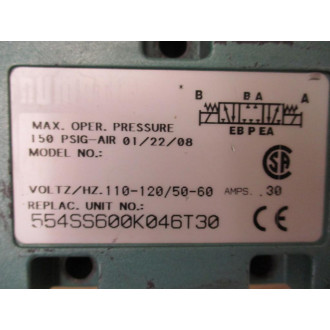 B B A A
EB P EA
MAX. OPER. PRESSURE
150 PSIG-AIR 01/22/08
MODEL NO.:
VOLTZ/HZ. 110-120/50-60 AMPS. .30
REPLAC. UNIT NO.:
554SS600K046T30